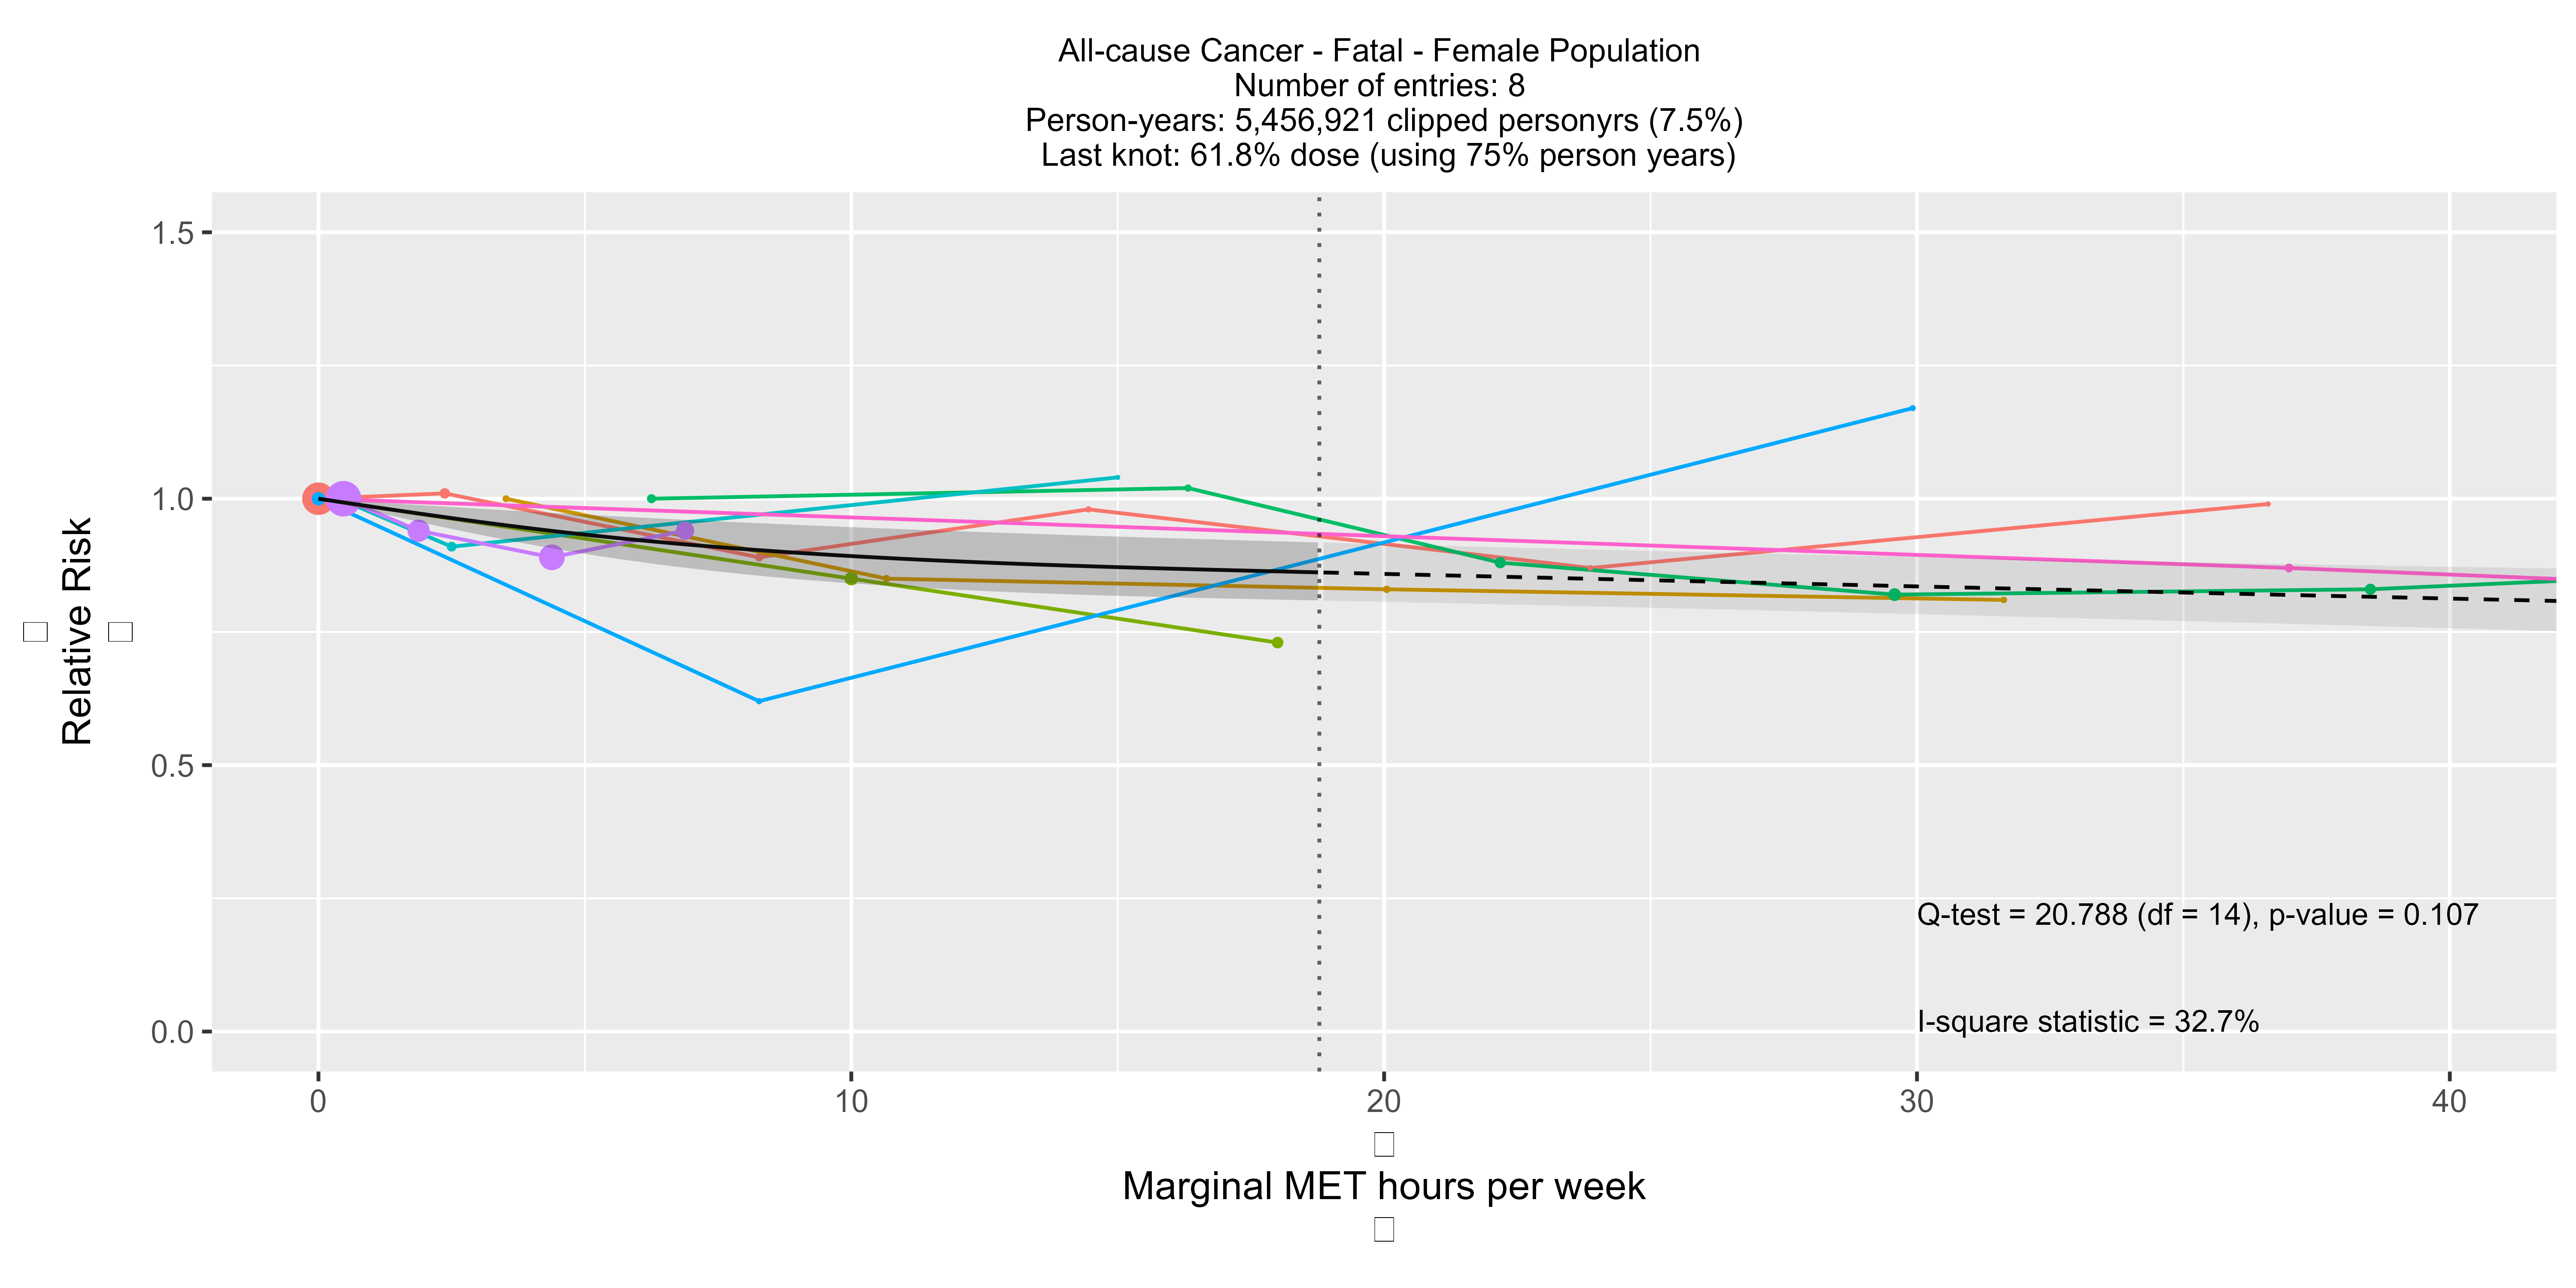 All-cause Cancer - Fatal - Female Population
Number of entries: 8
Person-years: 5,456,921 clipped personyrs (7.5%)
Last knot: 61.8% dose (using 75% person years)
1.5
1.0
0.5
0.0
Relative Risk
Q-test = 20.788 (df = 14), p-value = 0.107
I-square statistic = 32.7%
0 10 20 30 40
Marginal MET hours per week